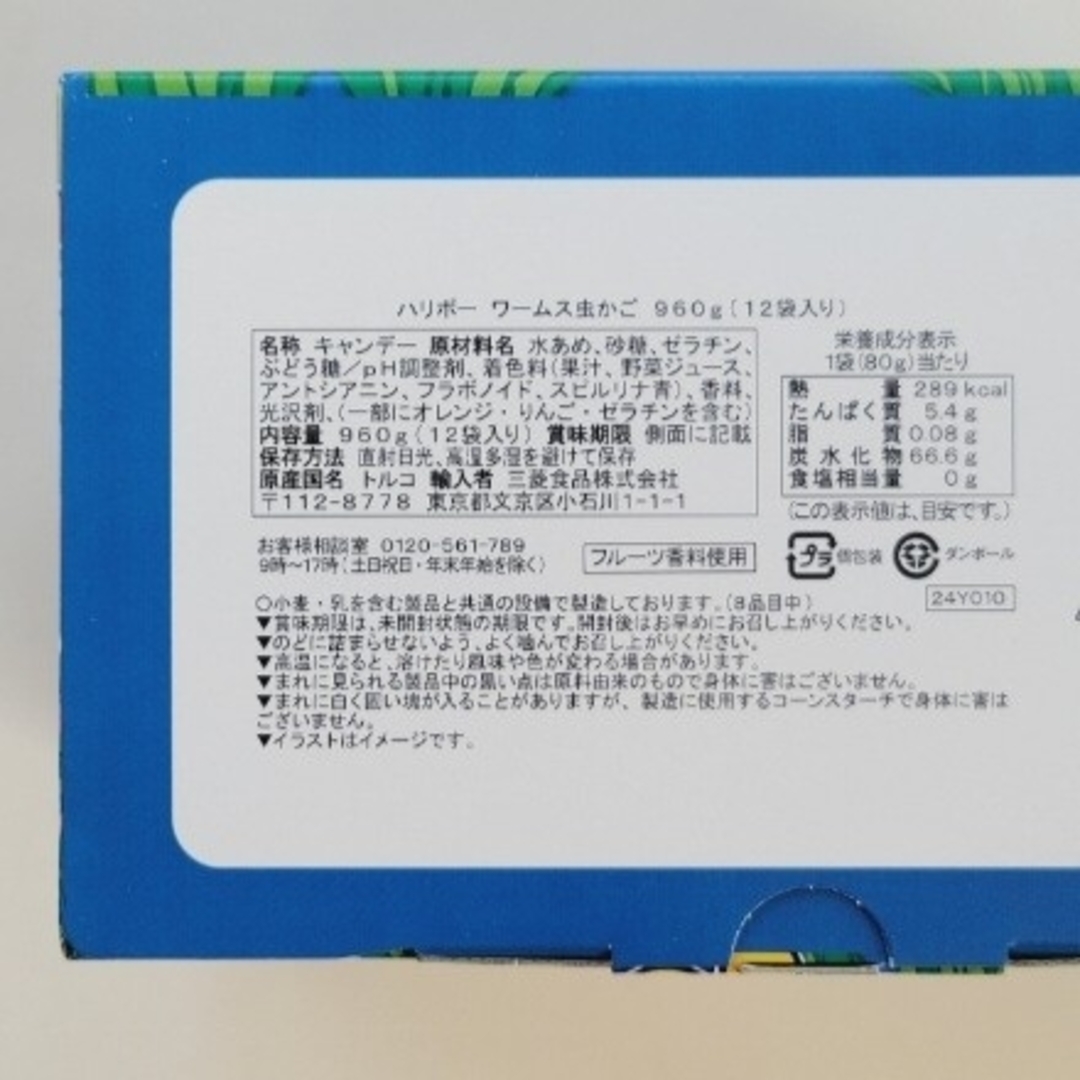 ハリボー ワームス虫かご 960g(12袋入り)
名称 キャンデー 原材料名 水あめ、砂糖、ゼラチン、
ぶどう糖/pH調整剤、着色料(果汁、野菜ジュース、
アントシアニン、フラボノイド、スピルリナ青)、香料、
光沢剤、(一部にオレンジ・りんご・ゼラチンを含む)
内容量 960g(12袋入り) 賞味期限 側面に記載
保存方法 直射日光、高温多湿を避けて保存
原産国名 トルコ 輸入者 三菱食品株式会社
〒112-8778 東京都文京区小石川1-1-1
栄養成分表示
1袋(80g)当たり
熱量 289kcal
たんぱく質 5.4g
脂質 0.08g
炭水化物 66.6g
食塩相当量 0g
(この表示値は、目安です。)
お客様相談室 0120-561-789
9時〜17時(土日祝日・年末年始を除く)
フルーツ香料使用
プラ 個包装 ダンボール
24Y010
○小麦・乳を含む製品と共通の設備で製造しております。(8品目中)
▼賞味期限は、未開封状態の期限です。開封後はお早めにお召し上がりください。
▼のどに詰まらせないよう、よく噛んでお召し上がりください。
▼高温になると、溶けたり風味や色が変わる場合があります。
▼まれに見られる製品中の黒い点は原料由来のもので身体に害はございません。
▼まれに白く固い塊が入ることがありますが、製造に使用するコーンスターチで身体に害は
ございません。
▼イラストはイメージです。